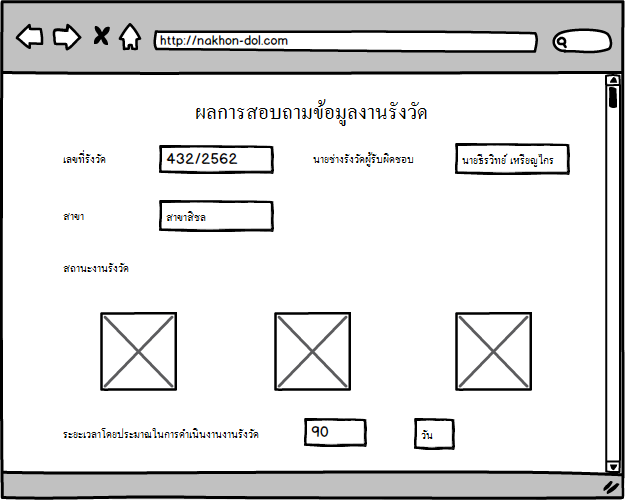 http://nakhon-dol.com
ผลการสอบถามข้อมูลงานรังวัด
เลขที่รังวัด 432/2562 นายช่างรังวัดผู้รับผิดชอบ นายธีรวิทย์ เหรียญไกร
สาขา สาขาสิชล
สถานะงานรังวัด
ระยะเวลาโดยประมาณในการดำเนินงานงานรังวัด 90 วัน